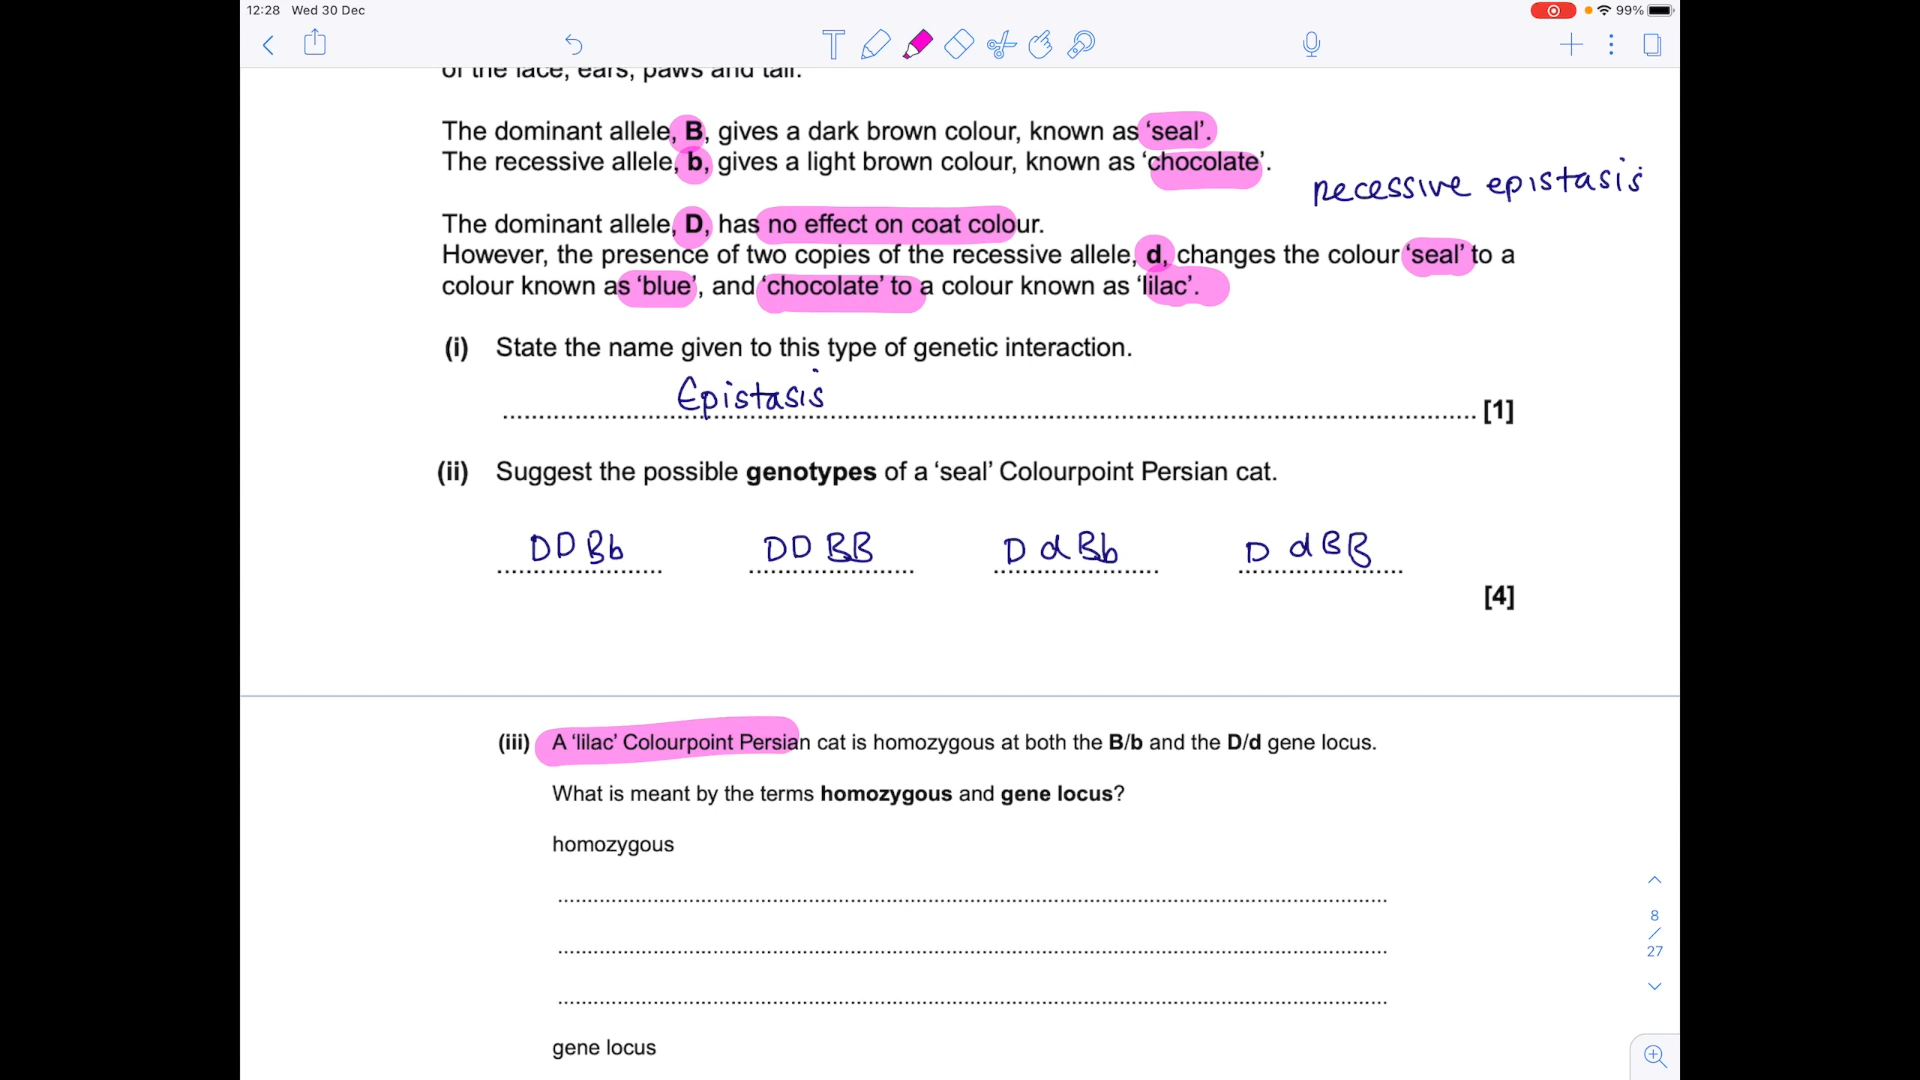 12:28 Wed 30 Dec
99%
of the face, ears, paws and tail.
The dominant allele, B, gives a dark brown colour, known as ‘seal’.
The recessive allele, b, gives a light brown colour, known as ‘chocolate’.
recessive epistasis
The dominant allele, D, has no effect on coat colour.
However, the presence of two copies of the recessive allele, d, changes the colour ‘seal’ to a
colour known as ‘blue’, and ‘chocolate’ to a colour known as ‘lilac’.
(i) State the name given to this type of genetic interaction.
Epistasis
[1]
(ii) Suggest the possible genotypes of a ‘seal’ Colourpoint Persian cat.
DDBb DDBB DdBb DdBB
[4]
(iii) A ‘lilac’ Colourpoint Persian cat is homozygous at both the B/b and the D/d gene locus.
What is meant by the terms homozygous and gene locus?
homozygous
8
/
27
gene locus